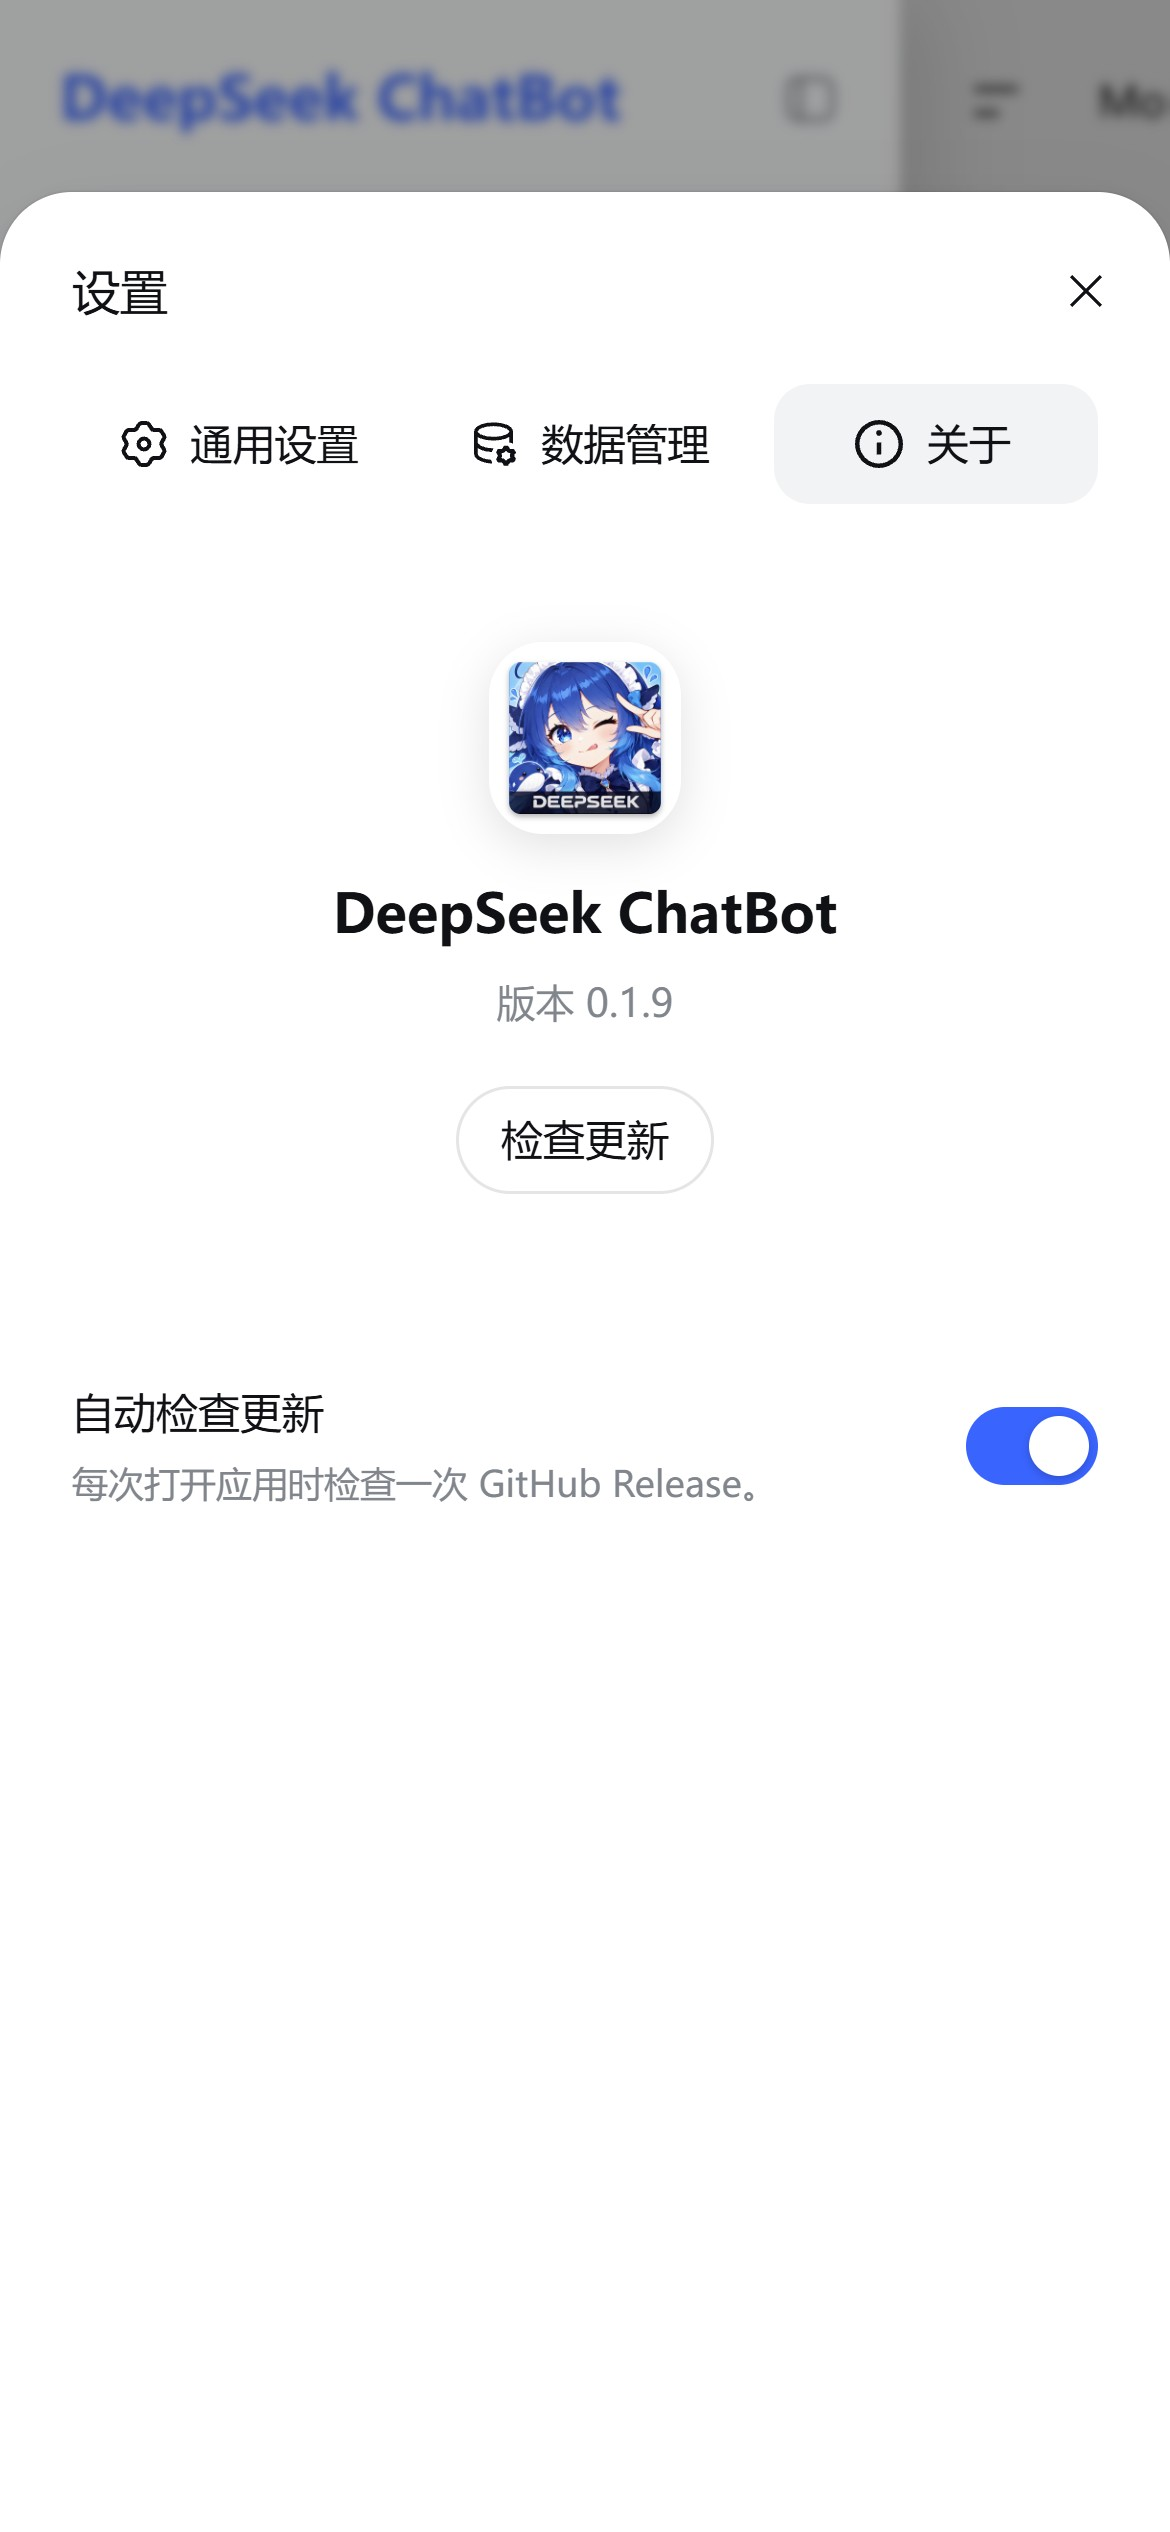 DeepSeek ChatBot
设置
通用设置
数据管理
关于
DEEPSEEK
DeepSeek ChatBot
版本 0.1.9
检查更新
自动检查更新
每次打开应用时检查一次 GitHub Release。